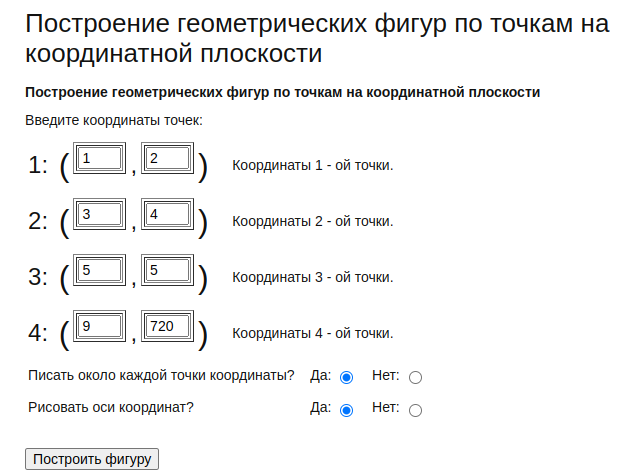 Построение геометрических фигур по точкам на
координатной плоскости
Построение геометрических фигур по точкам на координатной плоскости
Введите координаты точек:
1: ( 1 , 2 ) Координаты 1 - ой точки.
2: ( 3 , 4 ) Координаты 2 - ой точки.
3: ( 5 , 5 ) Координаты 3 - ой точки.
4: ( 9 , 720 ) Координаты 4 - ой точки.
Писать около каждой точки координаты? Да: Нет:
Рисовать оси координат? Да: Нет:
Построить фигуру